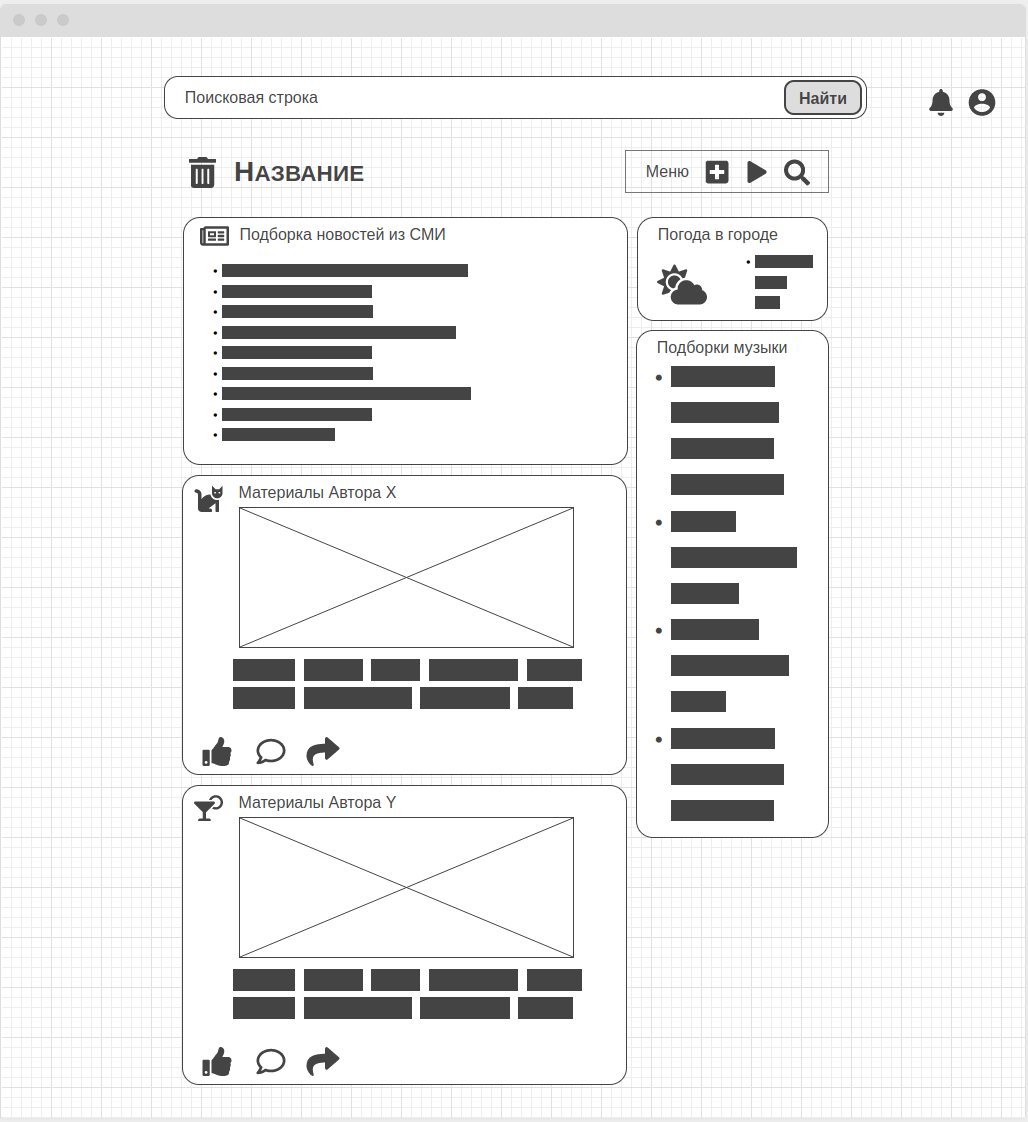 Поисковая строка
Найти
Название
Меню
Подборка новостей из СМИ
Погода в городе
Подборки музыки
Материалы Автора X
Материалы Автора Y